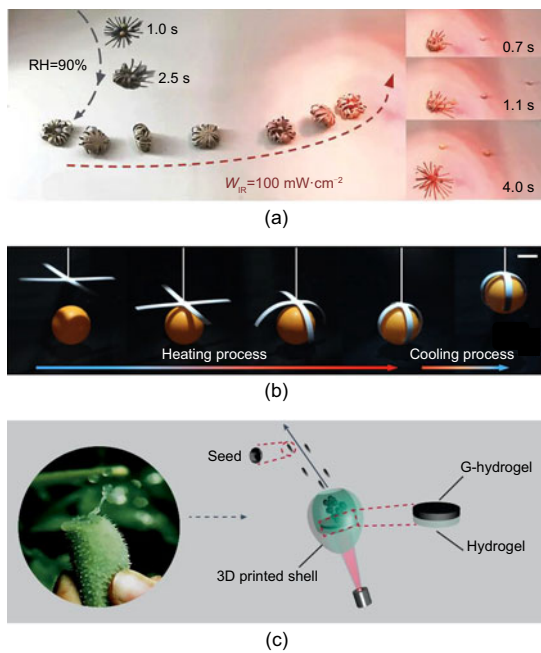 1.0 s
RH=90%
2.5 s
W_IR=100 mW·cm⁻²
0.7 s
1.1 s
4.0 s
(a)
Heating process
Cooling process
(b)
Seed
G-hydrogel
3D printed shell
Hydrogel
(c)